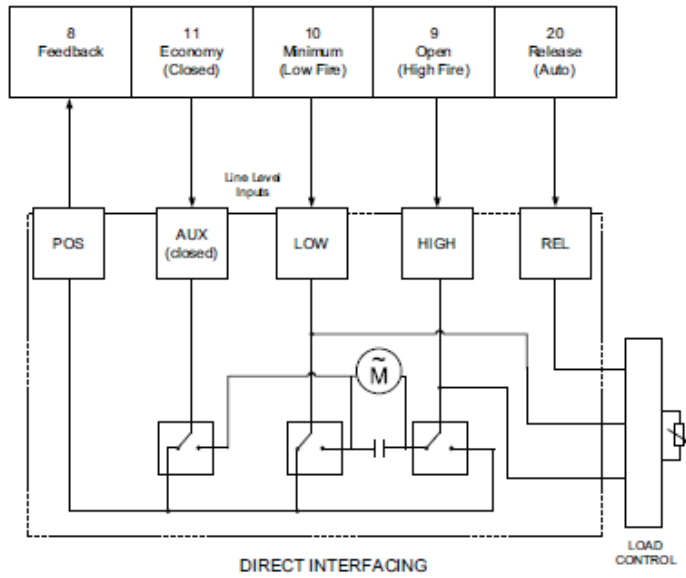 8
Feedback
11
Economy
(Closed)
10
Minimum
(Low Fire)
9
Open
(High Fire)
20
Release
(Auto)
Line Level
Inputs
POS
AUX
(closed)
LOW
HIGH
REL
~
M
LOAD
CONTROL
DIRECT INTERFACING